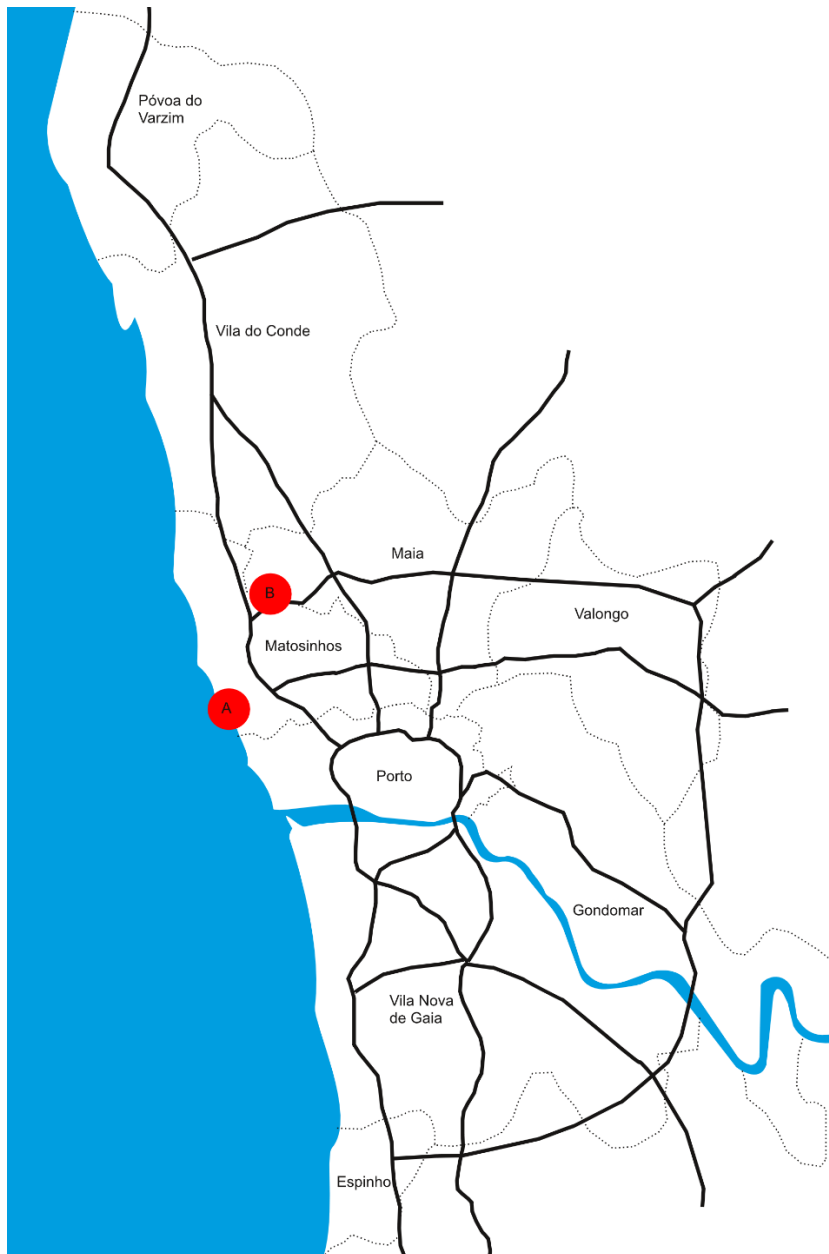 Póvoa do
Varzim
Vila do Conde
Maia
B
Valongo
Matosinhos
A
Porto
Gondomar
Vila Nova
de Gaia
Espinho